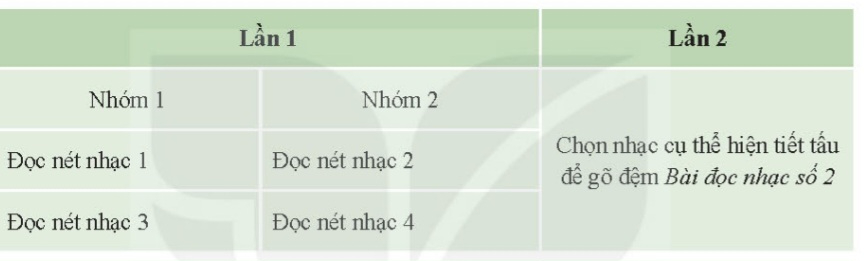 Lần 1
Lần 2
Nhóm 1
Nhóm 2
Đọc nét nhạc 1
Đọc nét nhạc 2
Đọc nét nhạc 3
Đọc nét nhạc 4
Chọn nhạc cụ thể hiện tiết tấu
để gõ đệm Bài đọc nhạc số 2